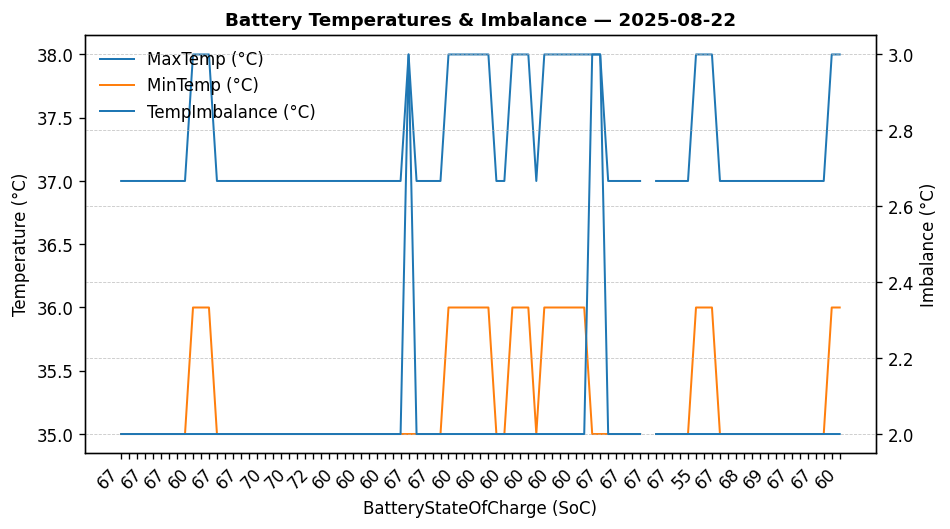 Battery Temperatures & Imbalance — 2025-08-22
MaxTemp (°C)
MinTemp (°C)
TempImbalance (°C)
Temperature (°C)
38.0
37.5
37.0
36.5
36.0
35.5
35.0
Imbalance (°C)
3.0
2.8
2.6
2.4
2.2
2.0
67 67 67 67 60 67 67 70 70 72 60 60 60 67 67 60 60 60 60 60 67 67 67 67 55 67 68 69 67 67 60
BatteryStateOfCharge (SoC)